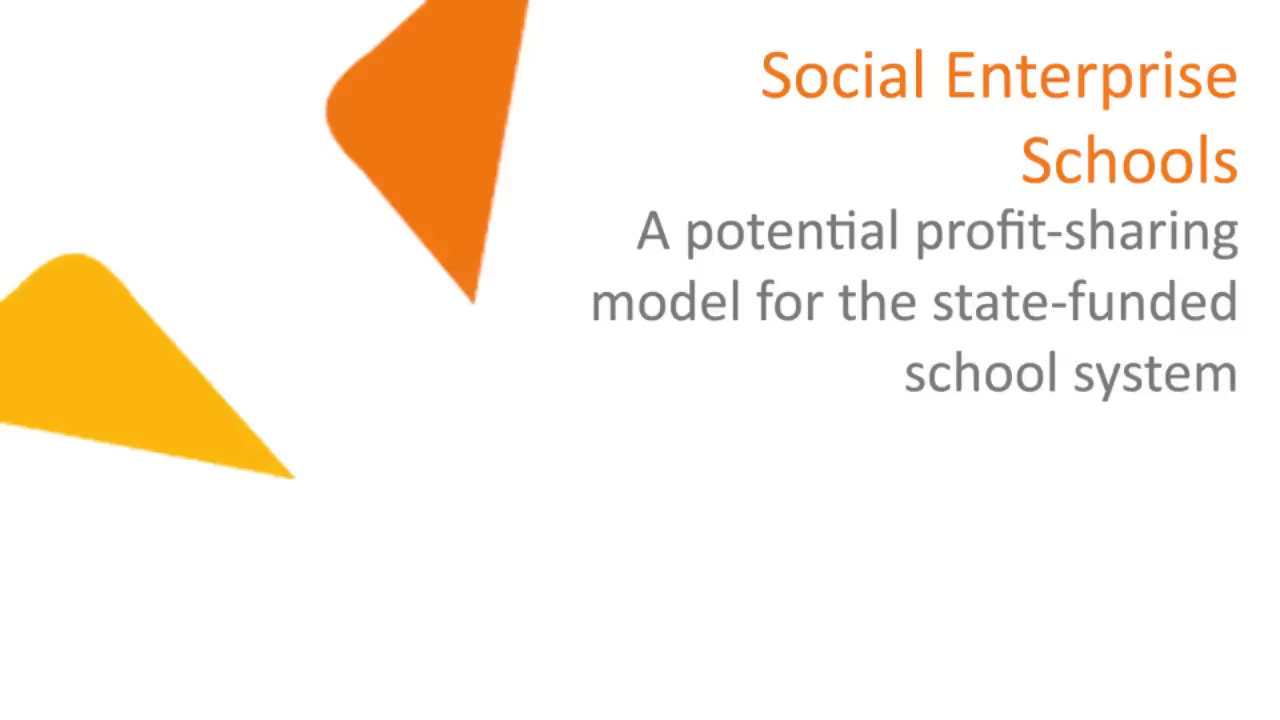 Social Enterprise
Schools
A potential profit-sharing
model for the state-funded
school system